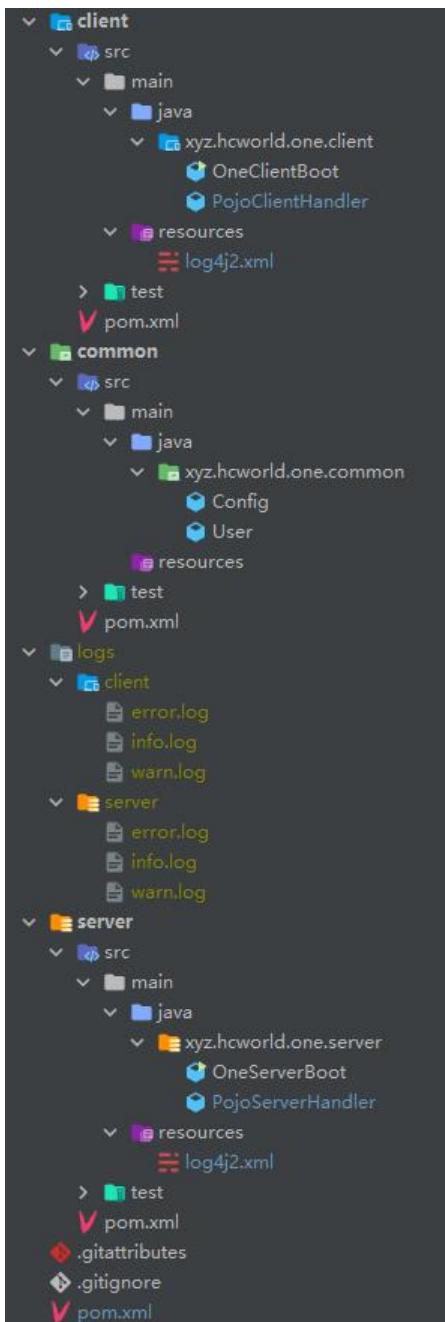 client
src
main
java
xyz.hcworld.one.client
OneClientBoot
PojoClientHandler
resources
log4j2.xml
test
pom.xml
common
src
main
java
xyz.hcworld.one.common
Config
User
resources
test
pom.xml
logs
client
error.log
info.log
warn.log
server
error.log
info.log
warn.log
server
src
main
java
xyz.hcworld.one.server
OneServerBoot
PojoServerHandler
resources
log4j2.xml
test
pom.xml
.gitattributes
.gitignore
pom.xml